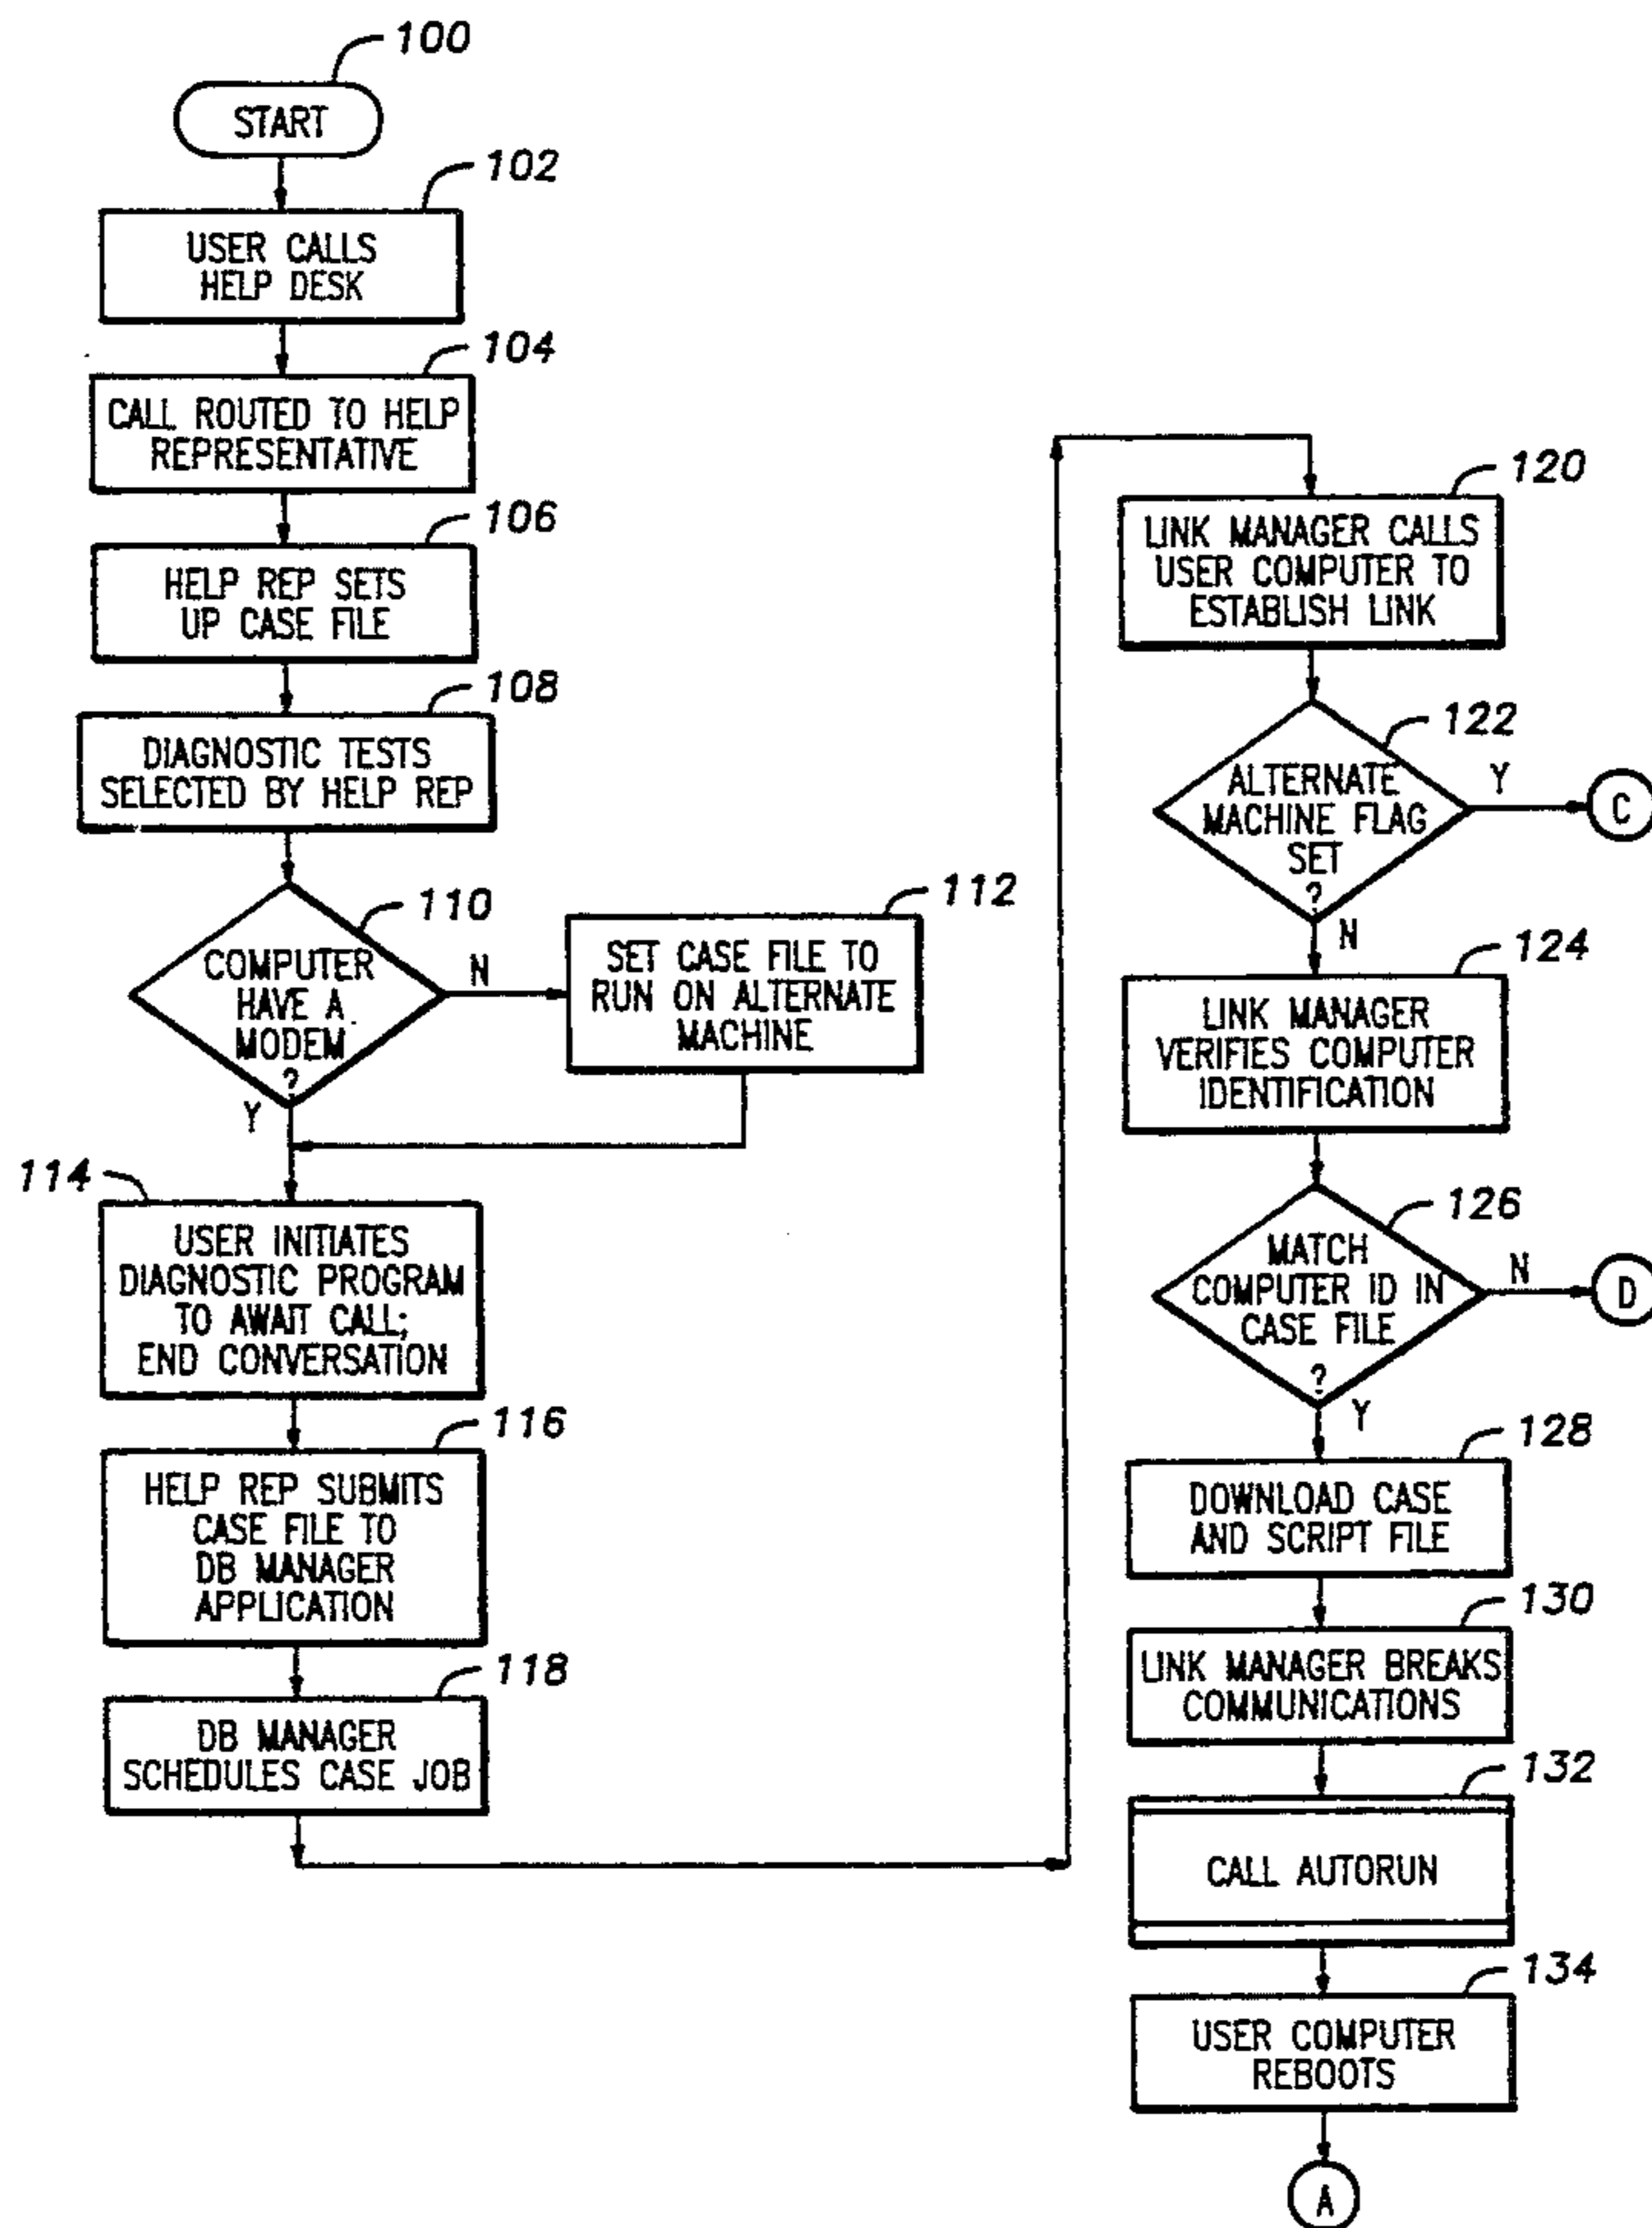 100
START
102
USER CALLS
HELP DESK
104
CALL ROUTED TO HELP
REPRESENTATIVE
106
HELP REP SETS
UP CASE FILE
108
DIAGNOSTIC TESTS
SELECTED BY HELP REP
110
COMPUTER
HAVE A
MODEM
?
N
Y
112
SET CASE FILE TO
RUN ON ALTERNATE
MACHINE
114
USER INITIATES
DIAGNOSTIC PROGRAM
TO AWAIT CALL;
END CONVERSATION
116
HELP REP SUBMITS
CASE FILE TO
DB MANAGER
APPLICATION
118
DB MANAGER
SCHEDULES CASE JOB
120
LINK MANAGER CALLS
USER COMPUTER TO
ESTABLISH LINK
122
ALTERNATE
MACHINE FLAG
SET
?
Y
C
N
124
LINK MANAGER
VERIFIES COMPUTER
IDENTIFICATION
126
MATCH
COMPUTER ID IN
CASE FILE
?
N
D
Y
128
DOWNLOAD CASE
AND SCRIPT FILE
130
LINK MANAGER BREAKS
COMMUNICATIONS
132
CALL AUTORUN
134
USER COMPUTER
REBOOTS
A